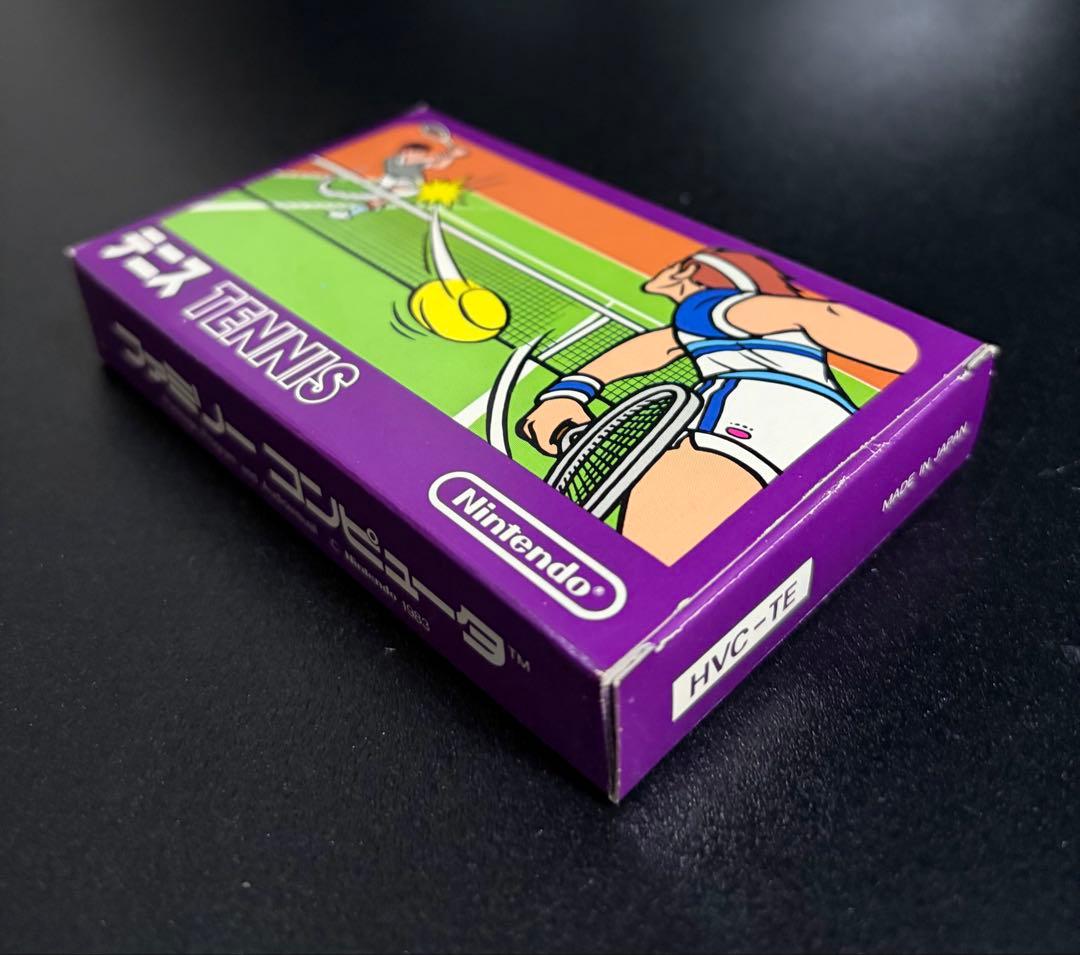 テニス TENNIS
Nintendo®
ファミリー コンピュータ™
Nintendo 1983
HVC-TE
MADE IN JAPAN